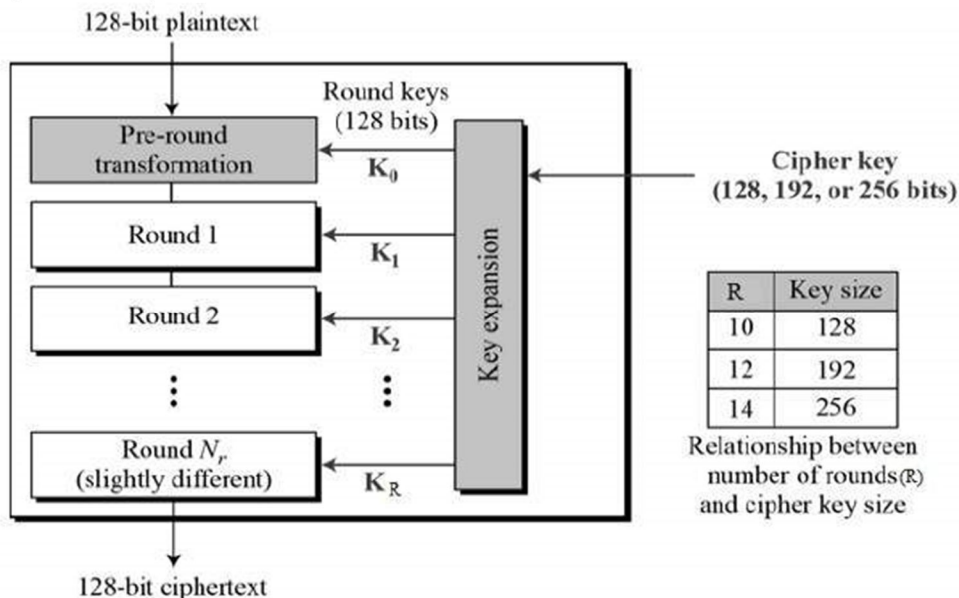 128-bit plaintext
Round keys
(128 bits)
Pre-round
transformation
K0
Cipher key
(128, 192, or 256 bits)
Round 1
K1
Key expansion
Round 2
K2
R Key size
10 128
12 192
14 256
Relationship between
number of rounds(R)
and cipher key size
Round Nr
(slightly different)
KR
128-bit ciphertext